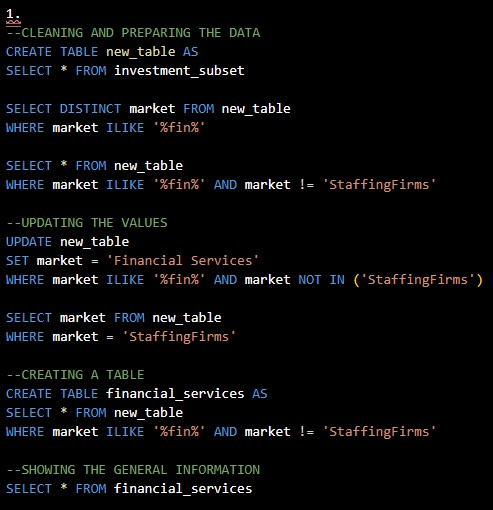 1.
--CLEANING AND PREPARING THE DATA
CREATE TABLE new_table AS
SELECT * FROM investment_subset
SELECT DISTINCT market FROM new_table
WHERE market ILIKE '%fin%'
SELECT * FROM new_table
WHERE market ILIKE '%fin%' AND market != 'StaffingFirms'
--UPDATING THE VALUES
UPDATE new_table
SET market = 'Financial Services'
WHERE market ILIKE '%fin%' AND market NOT IN ('StaffingFirms')
SELECT market FROM new_table
WHERE market = 'StaffingFirms'
--CREATING A TABLE
CREATE TABLE financial_services AS
SELECT * FROM new_table
WHERE market ILIKE '%fin%' AND market != 'StaffingFirms'
--SHOWING THE GENERAL INFORMATION
SELECT * FROM financial_services